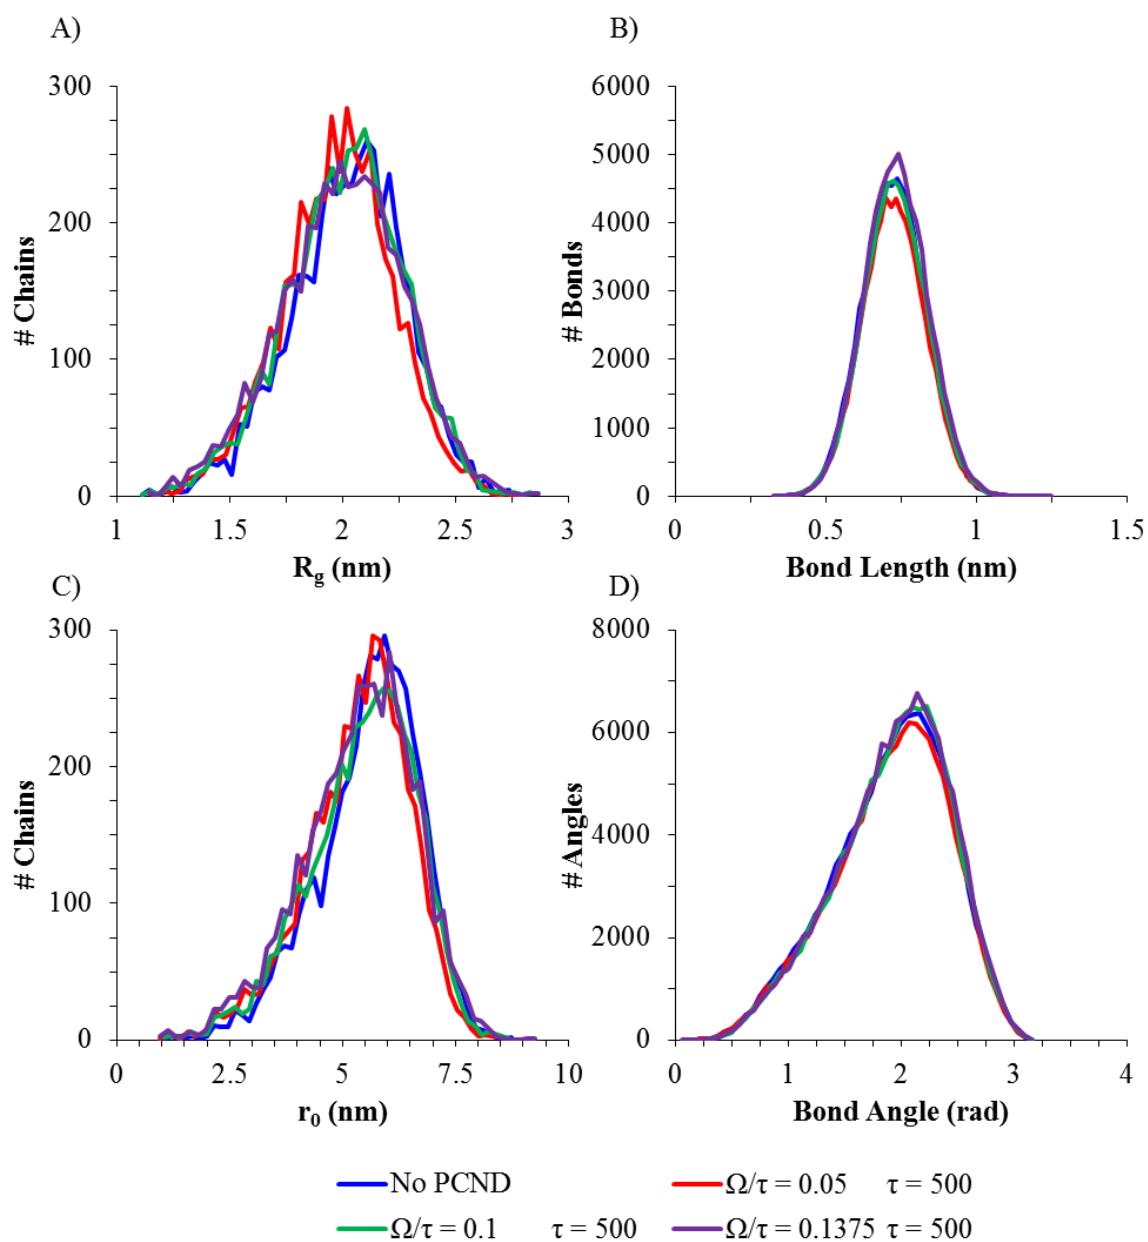 A)
B)
300
200
100
0
# Chains
1
1.5
2
2.5
3
Rg (nm)
6000
5000
4000
3000
2000
1000
0
# Bonds
0
0.5
1
1.5
Bond Length (nm)
C)
D)
300
200
100
0
# Chains
0
2.5
5
7.5
10
r0 (nm)
8000
6000
4000
2000
0
# Angles
0
1
2
3
4
Bond Angle (rad)
No PCND
Ω/τ = 0.05 τ = 500
Ω/τ = 0.1 τ = 500
Ω/τ = 0.1375 τ = 500